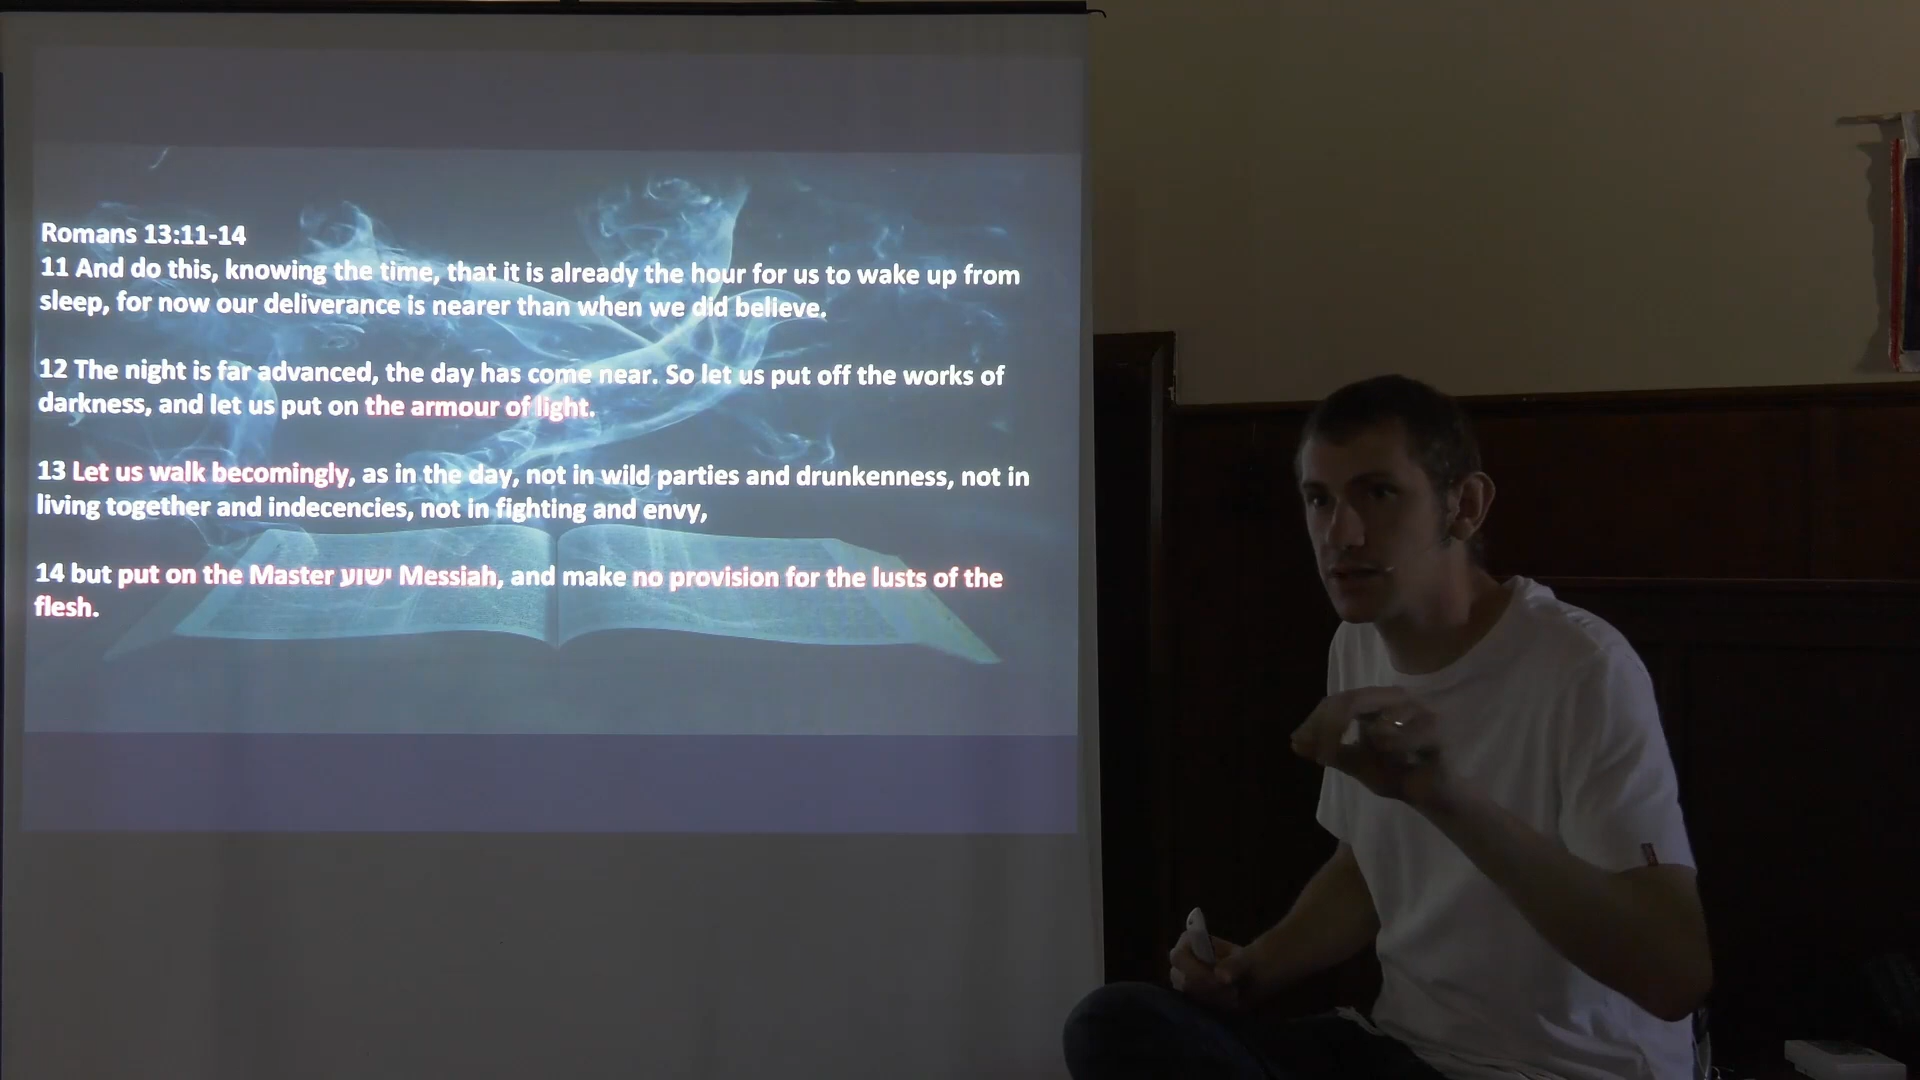 Romans 13:11-14
11 And do this, knowing the time, that it is already the hour for us to wake up from
sleep, for now our deliverance is nearer than when we did believe.
12 The night is far advanced, the day has come near. So let us put off the works of
darkness, and let us put on the armour of light.
13 Let us walk becomingly, as in the day, not in wild parties and drunkenness, not in
living together and indecencies, not in fighting and envy,
14 but put on the Master ישוע Messiah, and make no provision for the lusts of the
flesh.